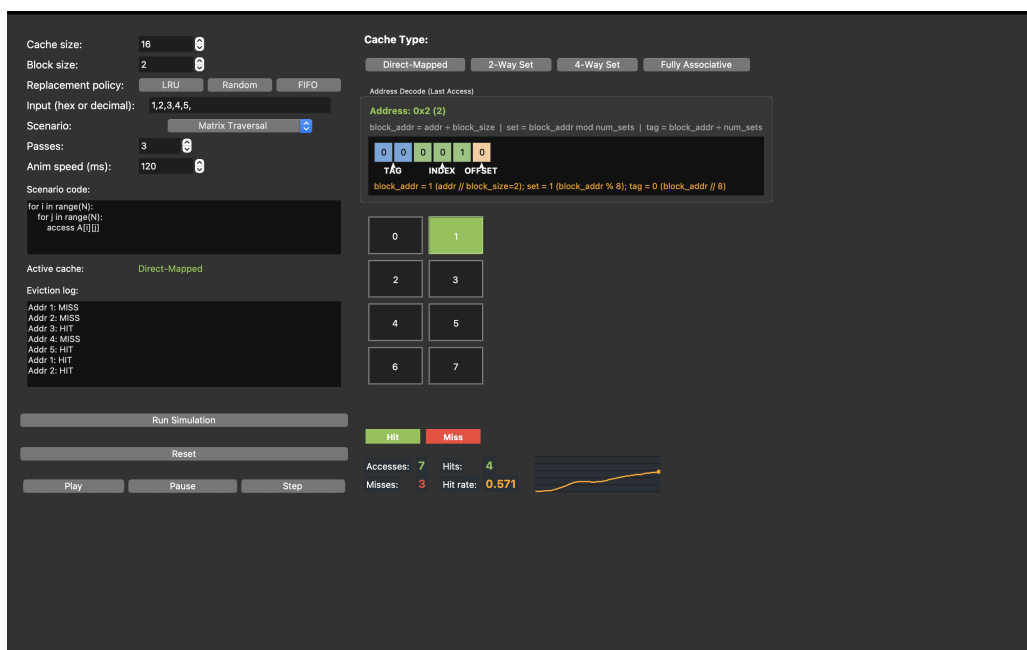 Cache size:
16
Block size:
2
Replacement policy:
LRU
Random
FIFO
Input (hex or decimal):
1,2,3,4,5,
Scenario:
Matrix Traversal
Passes:
3
Anim speed (ms):
120
Scenario code:
for i in range(N):
for j in range(N):
access A[i][j]
Active cache:
Direct-Mapped
Eviction log:
Addr 1: MISS
Addr 2: MISS
Addr 3: HIT
Addr 4: MISS
Addr 5: HIT
Addr 1: HIT
Addr 2: HIT
Run Simulation
Reset
Play
Pause
Step
Cache Type:
Direct-Mapped
2-Way Set
4-Way Set
Fully Associative
Address Decode (Last Access)
Address: 0x2 (2)
block_addr = addr ÷ block_size | set = block_addr mod num_sets | tag = block_addr ÷ num_sets
0 0 0 0 1 0
TAG INDEX OFFSET
block_addr = 1 (addr // block_size=2); set = 1 (block_addr % 8); tag = 0 (block_addr // 8)
0 1
2 3
4 5
6 7
Hit
Miss
Accesses: 7 Hits: 4
Misses: 3 Hit rate: 0.571